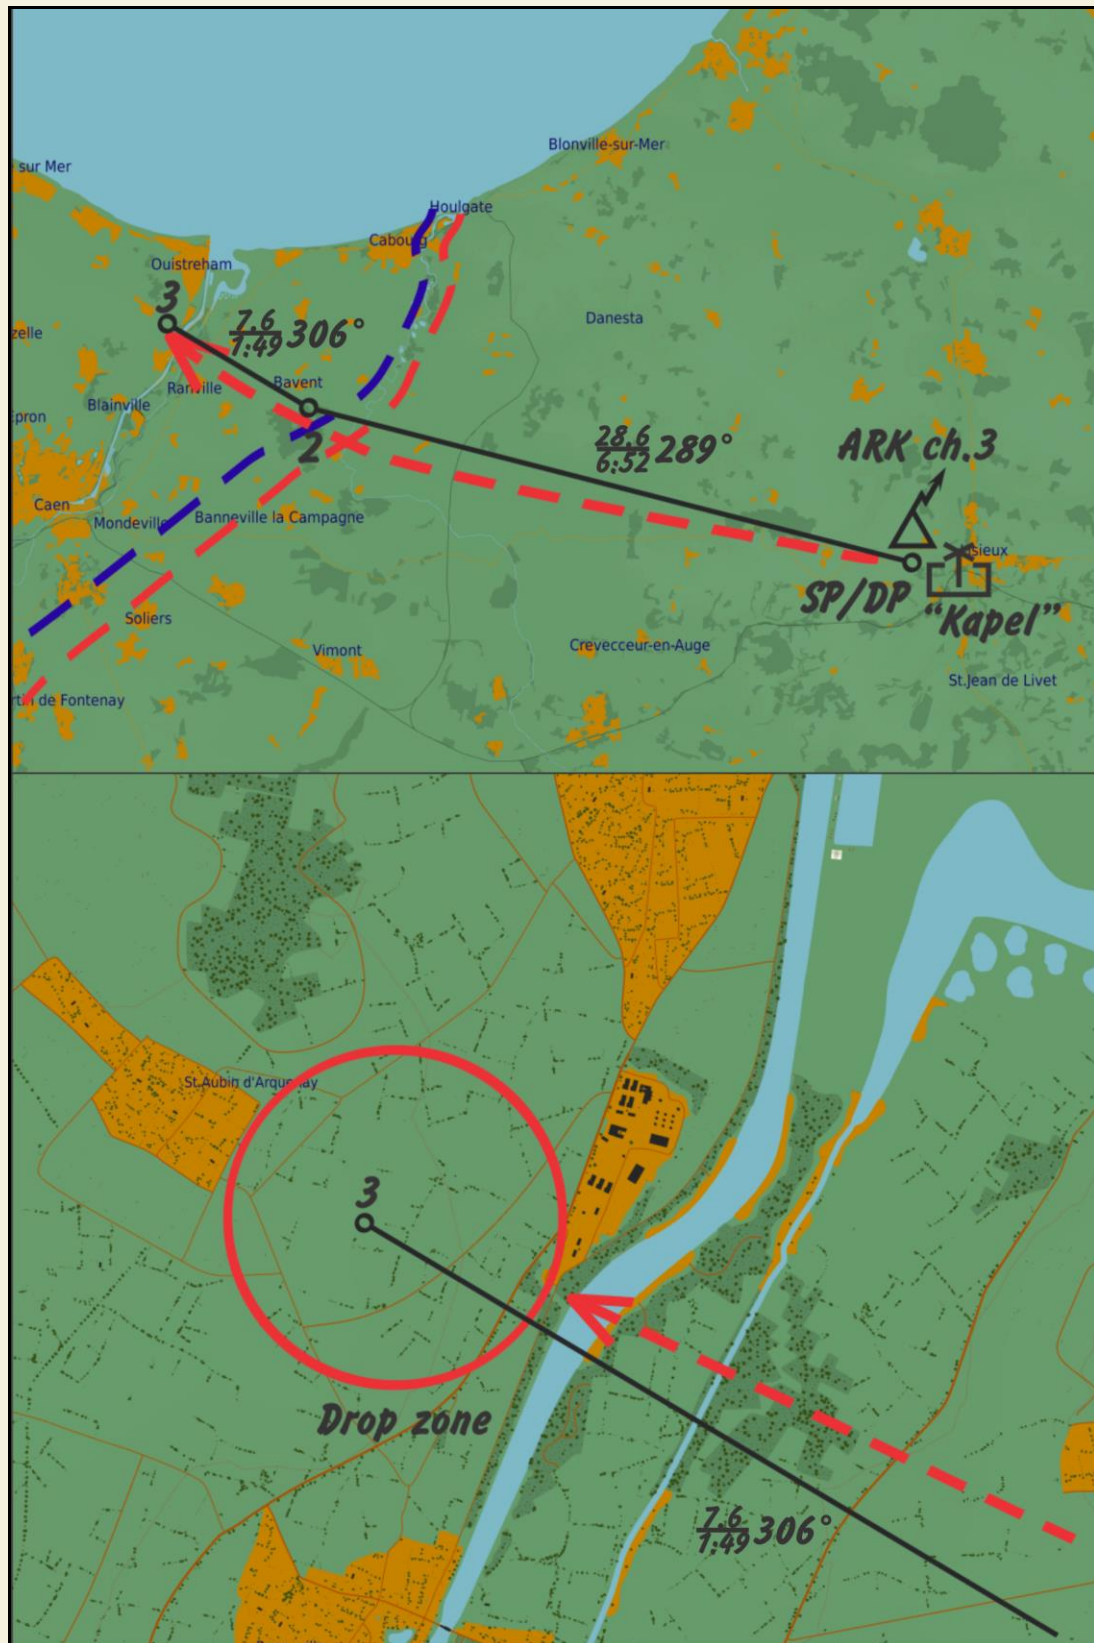 Blonville-sur-Mer
sur Mer
Houlgate
Cabourg
Ouistreham
3
7.6
1:49 306°
Danesta
zelle
Ranville
Bavent
Blainville
pron
2
28.6
6:52 289°
ARK ch.3
Caen
Mondeville
Banneville la Campagne
sieux
SP/DP
"Kapel"
Soliers
Vimont
Crevecceur-en-Auge
St.Jean de Livet
rtin de Fontenay
St.Aubin d'Arquenay
3
Drop zone
7.6
1:49 306°